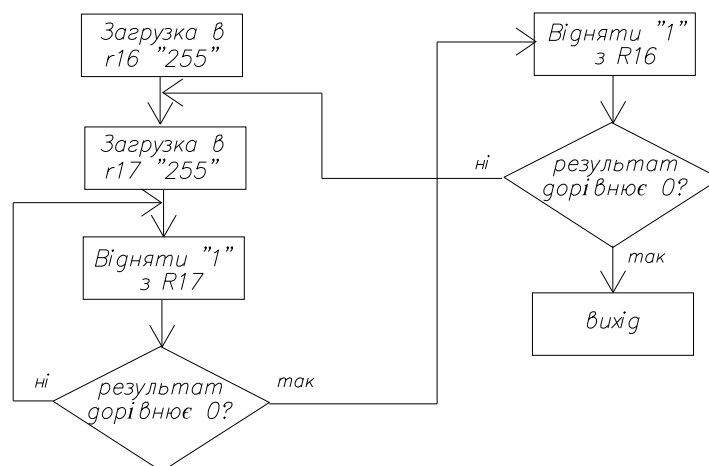 Загрузка в
r16 "255"
Загрузка в
r17 "255"
Відняти "1"
з R17
ні
результат
дорівнює 0?
так
Відняти "1"
з R16
ні
результат
дорівнює 0?
так
вихід